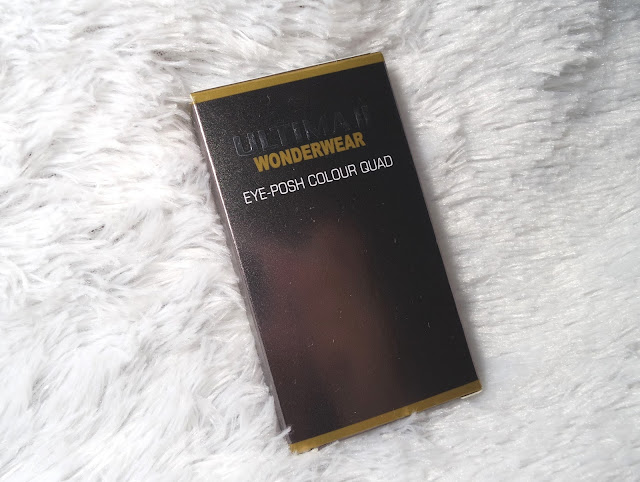 ULTIMA II
WONDERWEAR
EYE-POSH COLOUR QUAD